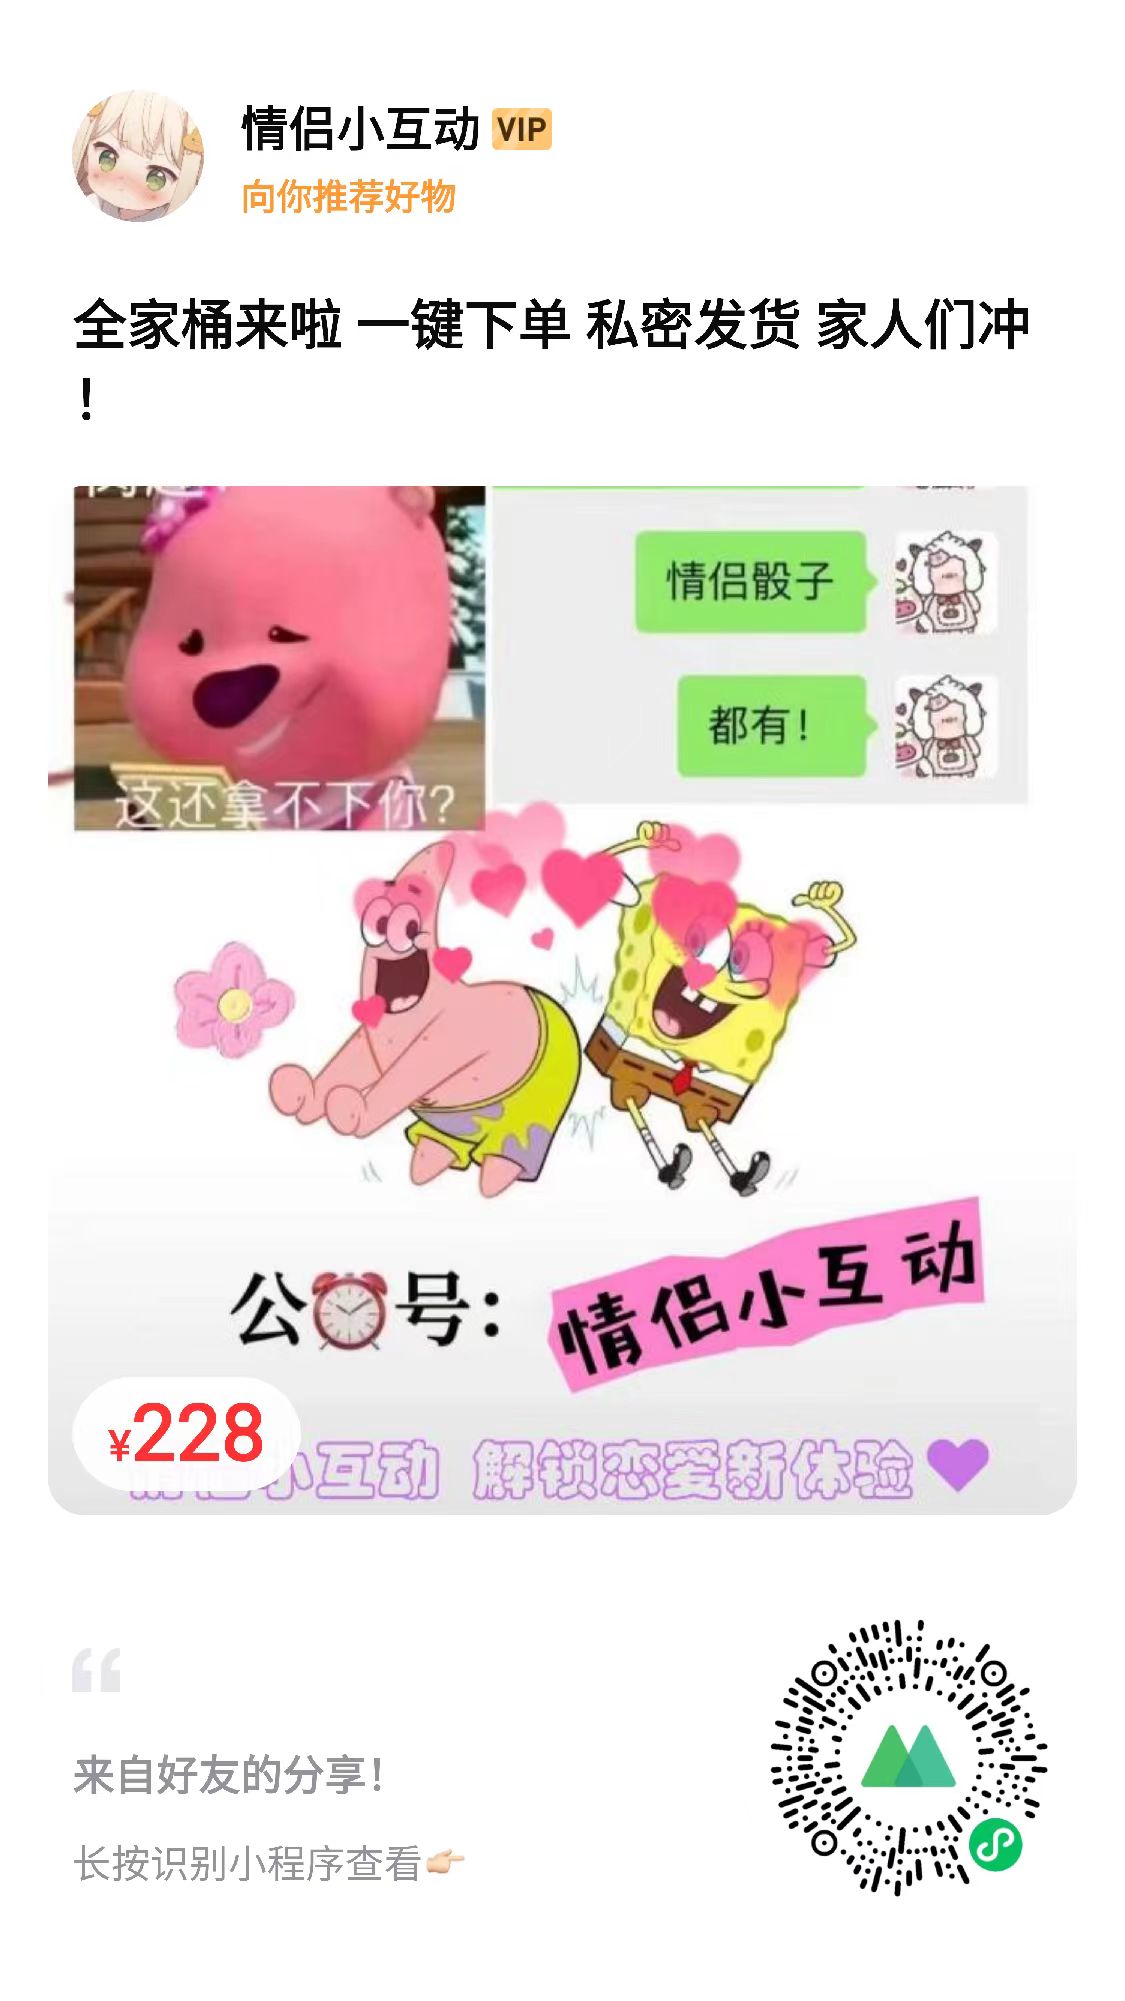 情侣小互动 VIP
向你推荐好物
全家桶来啦 一键下单 私密发货 家人们冲
！
情侣骰子
都有！
这还拿不下你?
公⏰号：情侣小互动
¥228
小互动 解锁恋爱新体验
“
来自好友的分享！
长按识别小程序查看👉🏻